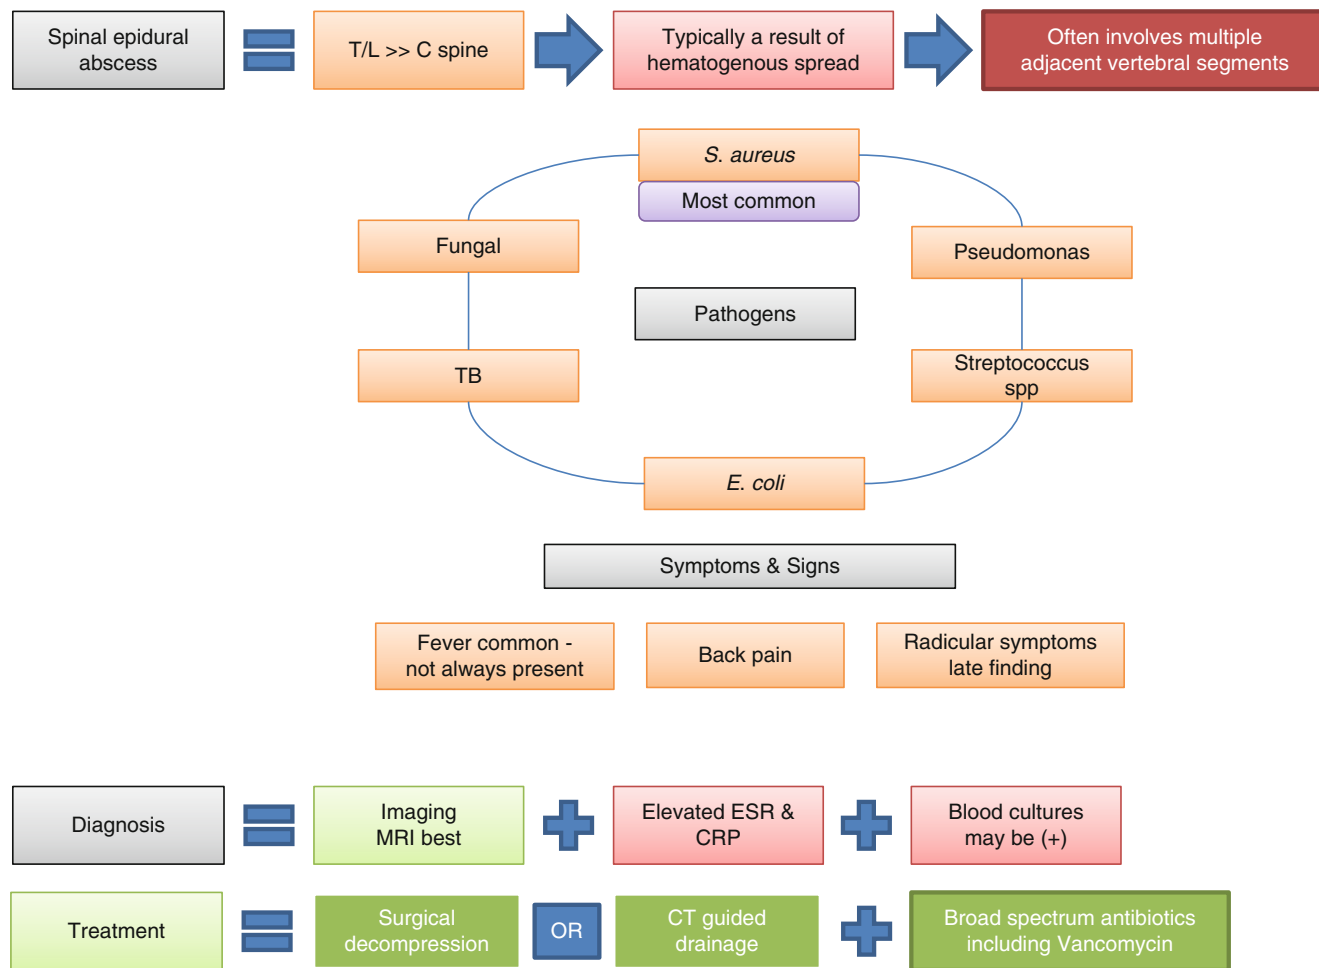 Spinal epidural
abscess
T/L >> C spine
Typically a result of
hematogenous spread
Often involves multiple
adjacent vertebral segments
S. aureus
Most common
Fungal
Pseudomonas
Pathogens
TB
Streptococcus
spp
E. coli
Symptoms & Signs
Fever common -
not always present
Back pain
Radicular symptoms
late finding
Diagnosis
Imaging
MRI best
Elevated ESR &
CRP
Blood cultures
may be (+)
Treatment
Surgical
decompression
OR
CT guided
drainage
Broad spectrum antibiotics
including Vancomycin